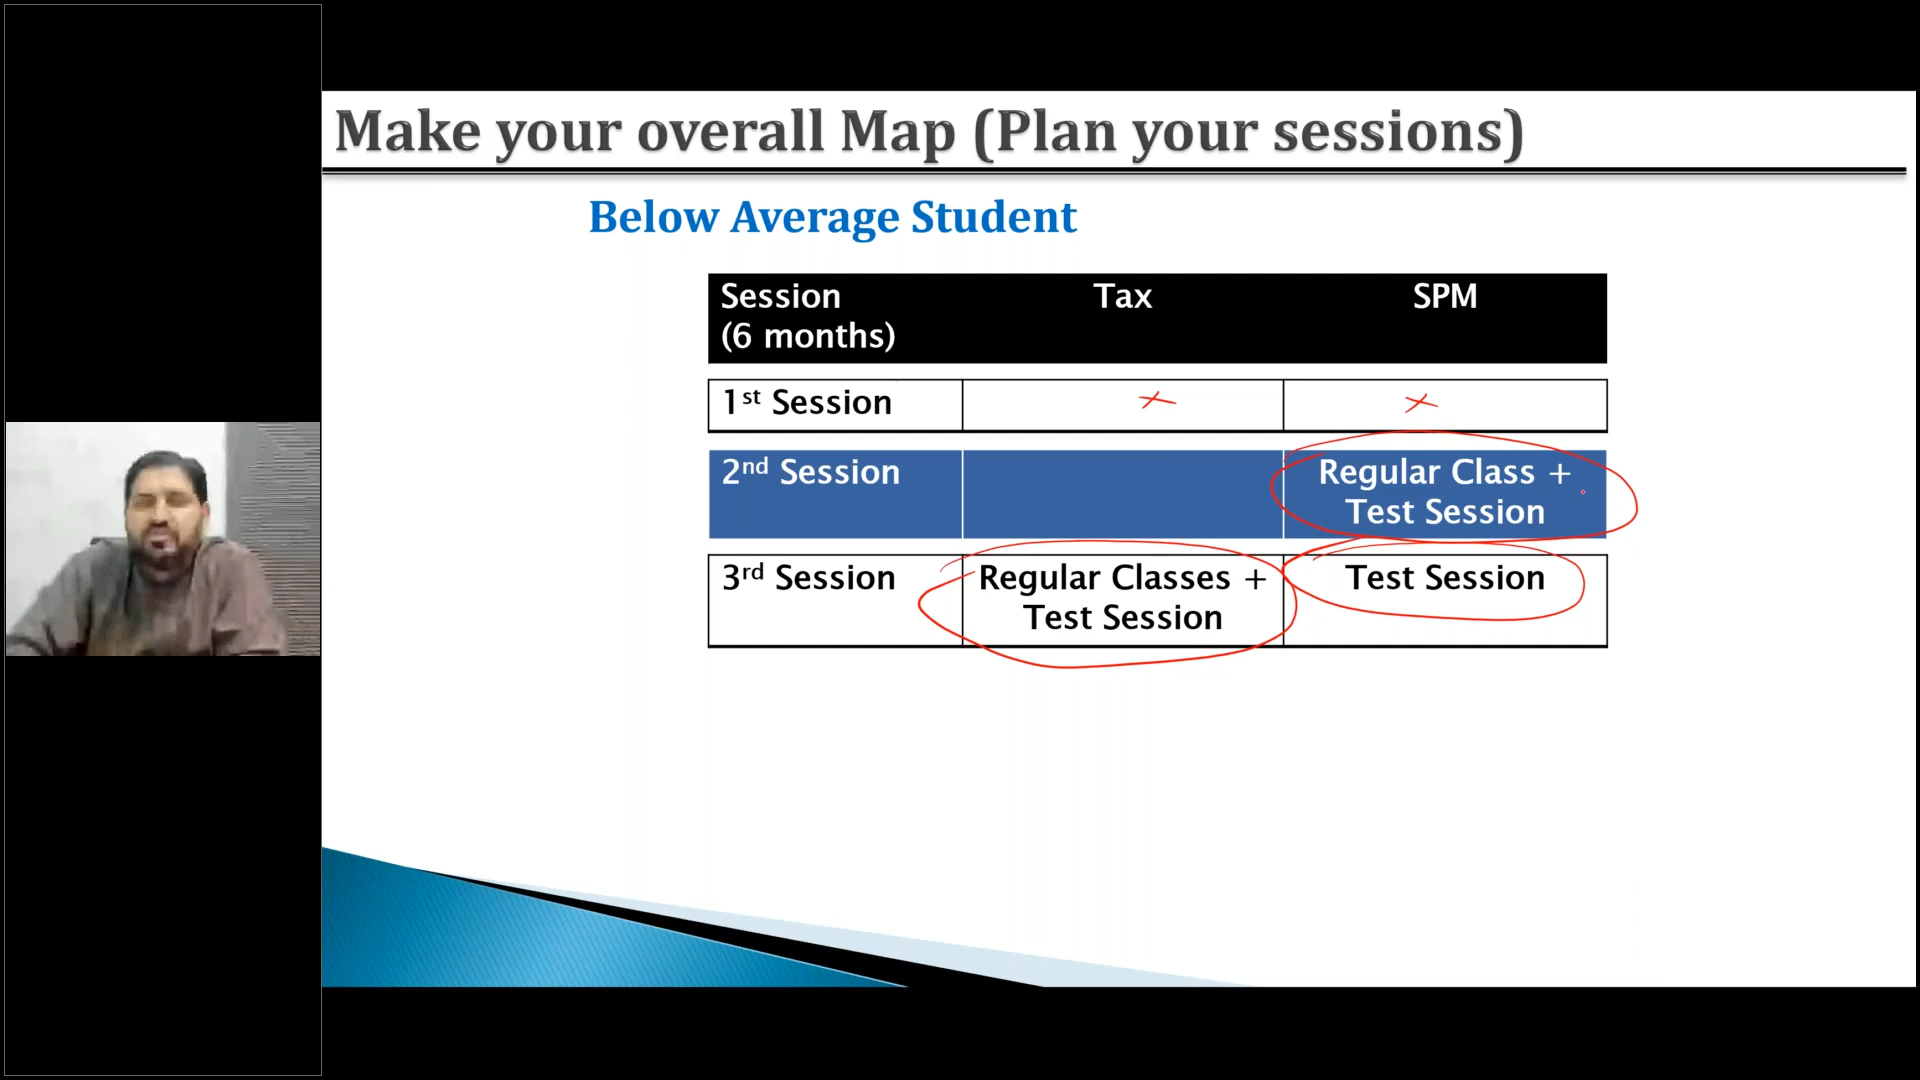 Make your overall Map (Plan your sessions)
Below Average Student
Session Tax SPM
(6 months)
1st Session x x
2nd Session Regular Class +
Test Session
3rd Session Regular Classes + Test Session
Test Session